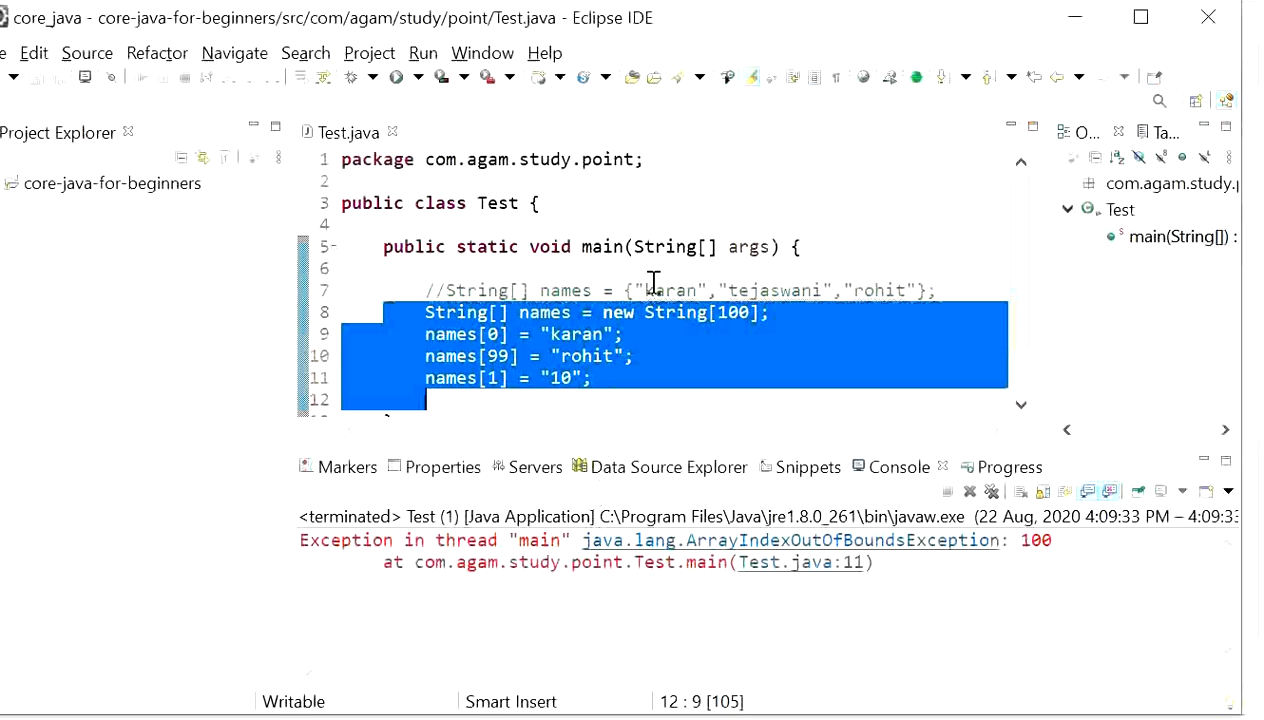 core_java - core-java-for-beginners/src/com/agam/study/point/Test.java - Eclipse IDE
e Edit Source Refactor Navigate Search Project Run Window Help
Project Explorer
Test.java
O... Ta...
core-java-for-beginners
com.agam.study.p
Test
main(String[]) :
1 package com.agam.study.point;
2
3 public class Test {
4
5 public static void main(String[] args) {
6
7 //String[] names = {"karan","tejaswani","rohit"};
8 String[] names = new String[100];
9 names[0] = "karan";
10 names[99] = "rohit";
11 names[1] = "10";
12
Markers Properties Servers Data Source Explorer Snippets Console Progress
<terminated> Test (1) [Java Application] C:\Program Files\Java\jre1.8.0_261\bin\javaw.exe (22 Aug, 2020 4:09:33 PM – 4:09:33
Exception in thread "main" java.lang.ArrayIndexOutOfBoundsException: 100
at com.agam.study.point.Test.main(Test.java:11)
Writable Smart Insert 12 : 9 [105]